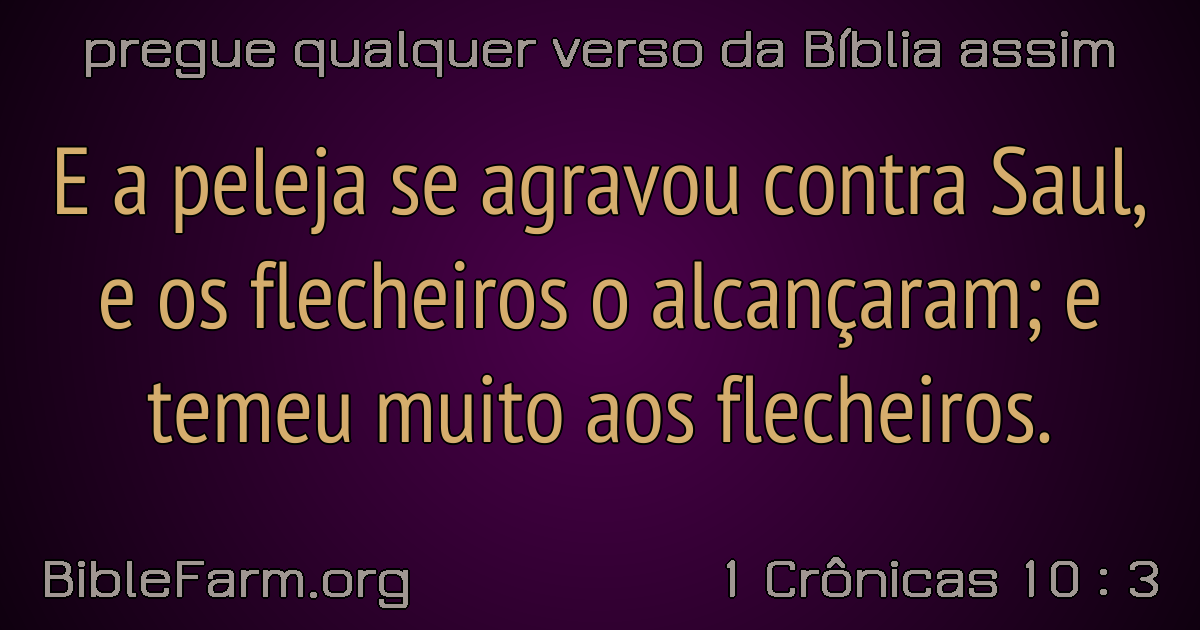 pregue qualquer verso da Bíblia assim
E a peleja se agravou contra Saul,
e os flecheiros o alcançaram; e
temeu muito aos flecheiros.
BibleFarm.org
1 Crônicas 10 : 3